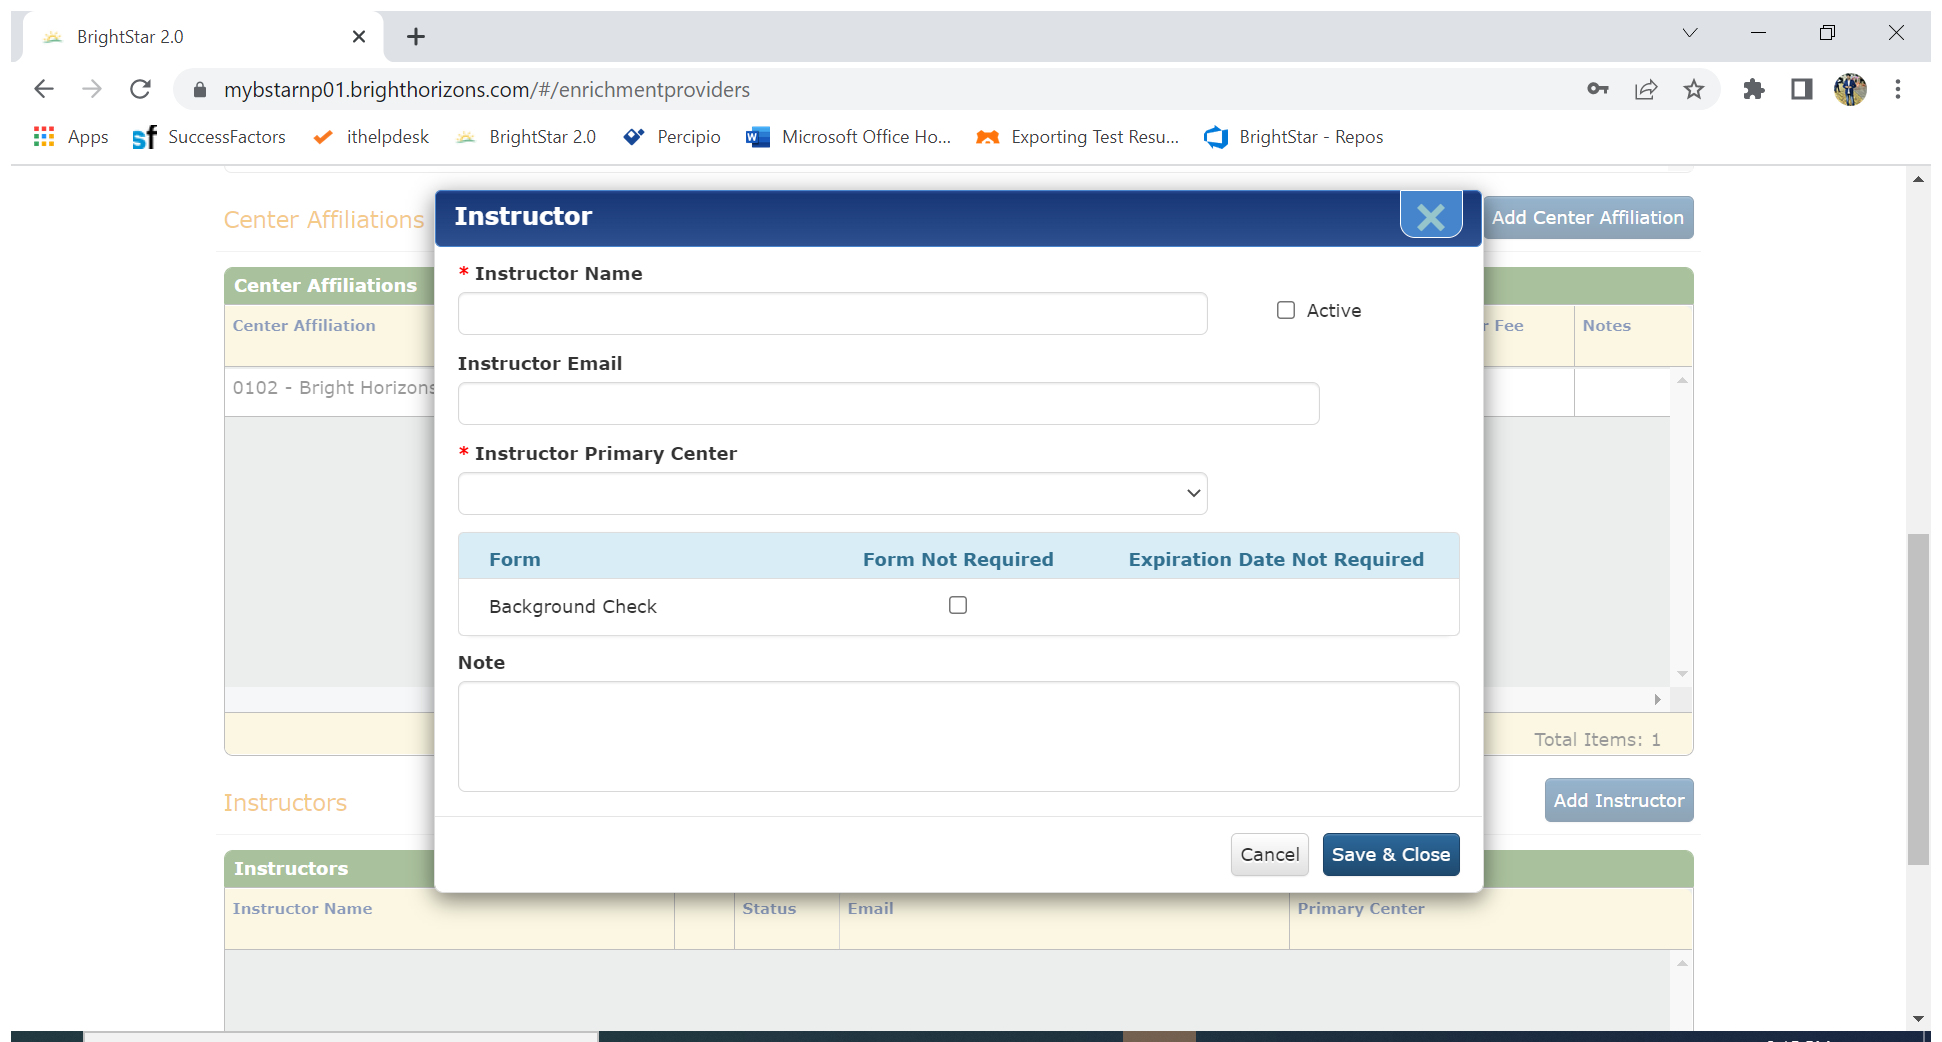 BrightStar 2.0
mybstarnp01.brighthorizons.com/#/enrichmentproviders
Apps SuccessFactors ithelpdesk BrightStar 2.0 Percipio Microsoft Office Ho... Exporting Test Resu... BrightStar - Repos
Center Affiliations
Add Center Affiliation
Center Affiliations
Center Affiliation
r Fee
Notes
0102 - Bright Horizons
Total Items: 1
Instructor
* Instructor Name
Active
Instructor Email
* Instructor Primary Center
Form Form Not Required Expiration Date Not Required
Background Check
Note
Cancel Save & Close
Instructors
Add Instructor
Instructors
Instructor Name Status Email Primary Center